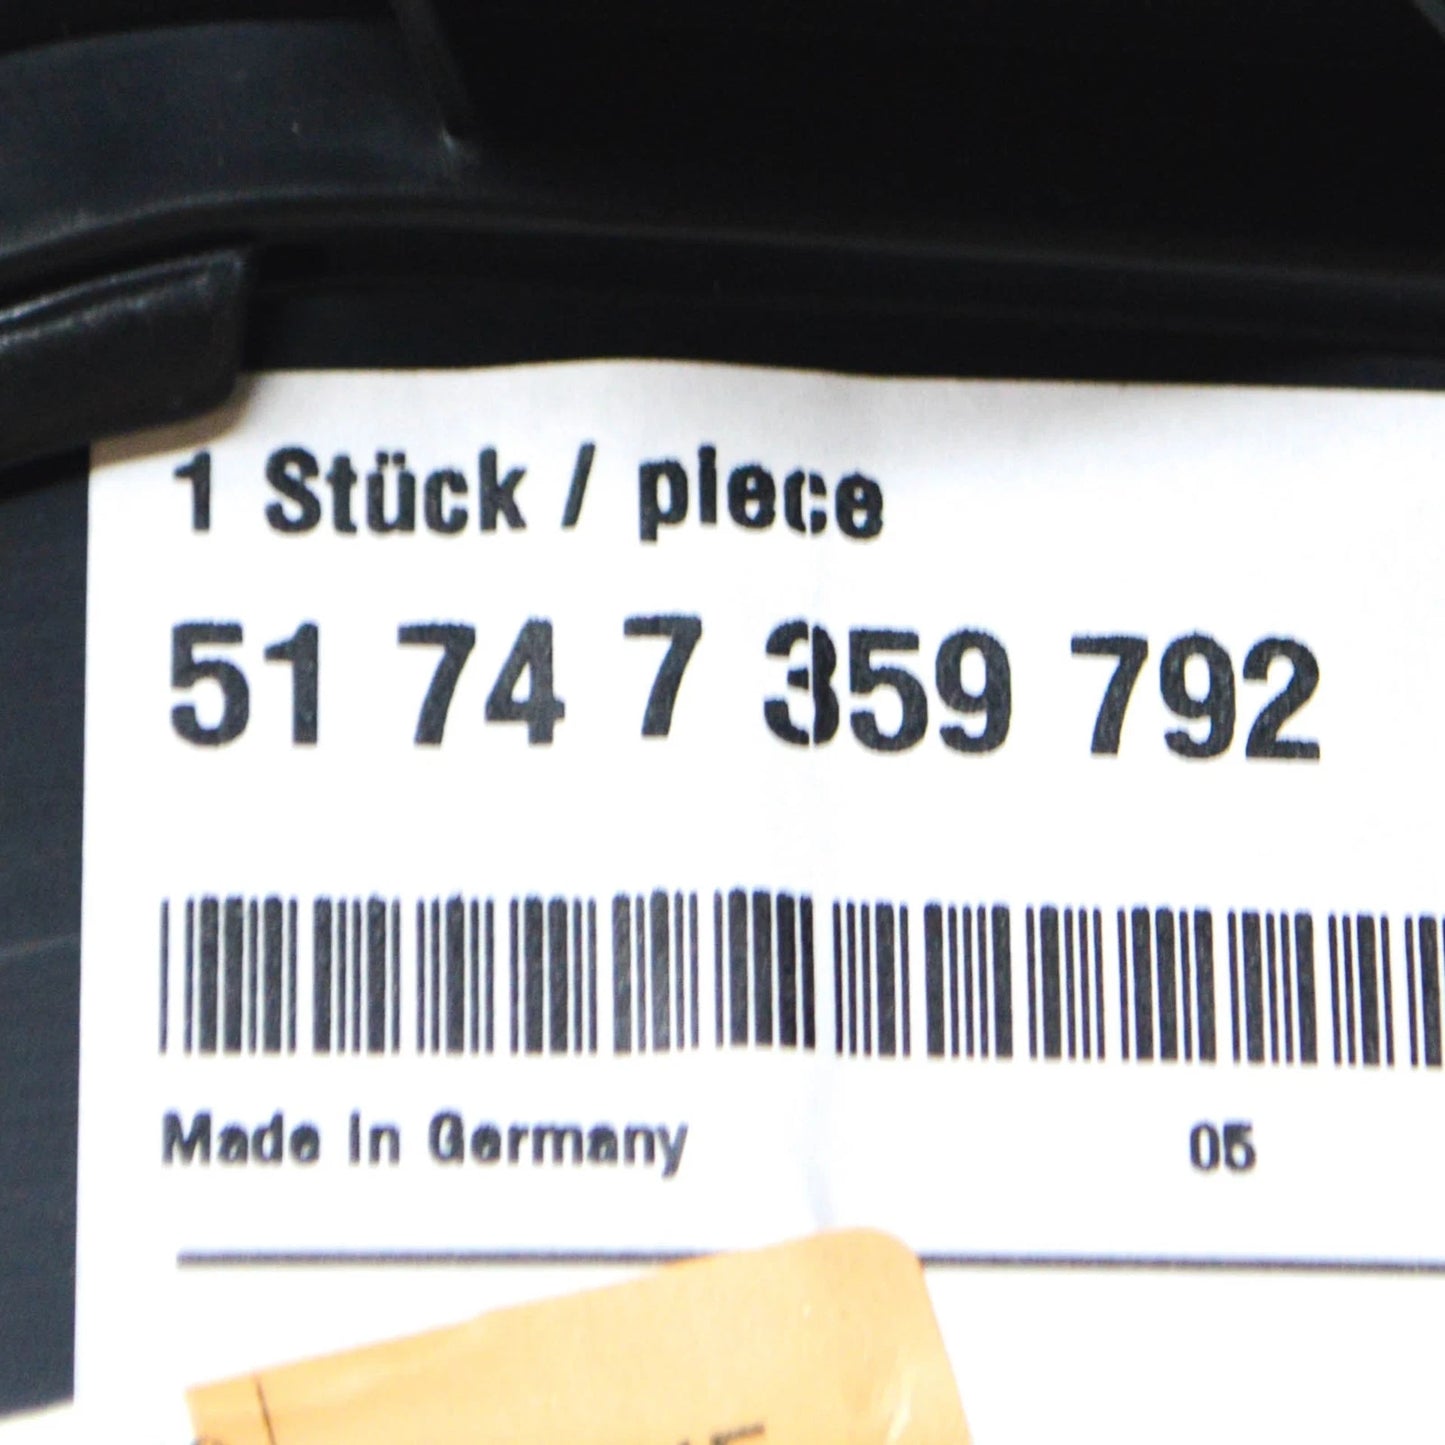 1 Stück / piece
51 74 7 359 792
Made in Germany 05